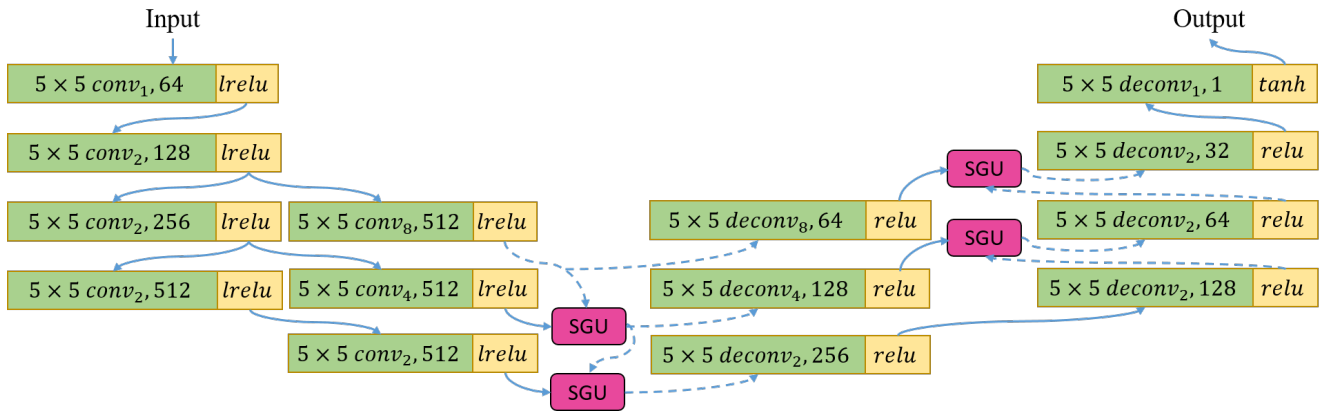 Input
Output
5 × 5 conv₁, 64 lrelu
5 × 5 deconv₁, 1 tanh
5 × 5 conv₂, 128 lrelu
5 × 5 deconv₂, 32 relu
SGU
5 × 5 conv₂, 256 lrelu
5 × 5 conv₈, 512 lrelu
5 × 5 deconv₈, 64 relu
5 × 5 deconv₂, 64 relu
SGU
5 × 5 conv₂, 512 lrelu
5 × 5 conv₄, 512 lrelu
5 × 5 deconv₄, 128 relu
5 × 5 deconv₂, 128 relu
SGU
5 × 5 conv₂, 512 lrelu
5 × 5 deconv₂, 256 relu
SGU